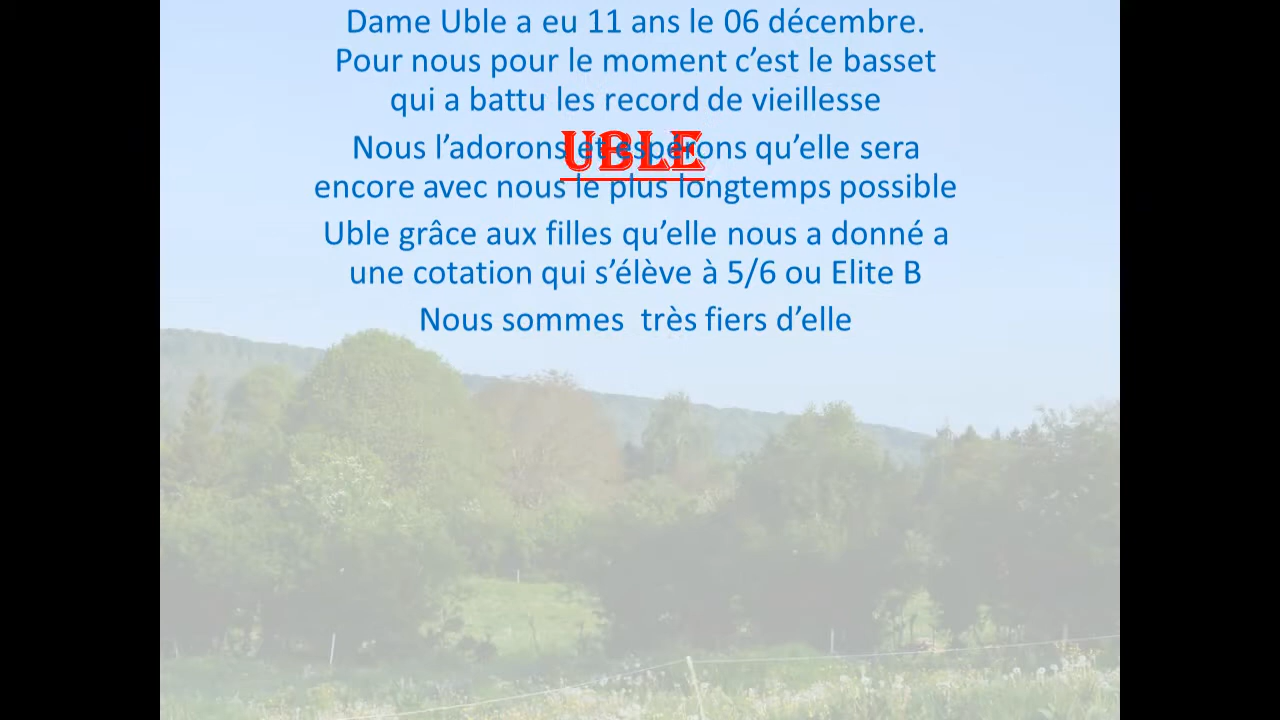 Dame Uble a eu 11 ans le 06 décembre.
Pour nous pour le moment c’est le basset
qui a battu les record de vieillesse
UBLE
Nous l’adorons et espérons qu’elle sera
encore avec nous le plus longtemps possible
Uble grâce aux filles qu’elle nous a donné a
une cotation qui s’élève à 5/6 ou Elite B
Nous sommes  très fiers d’elle